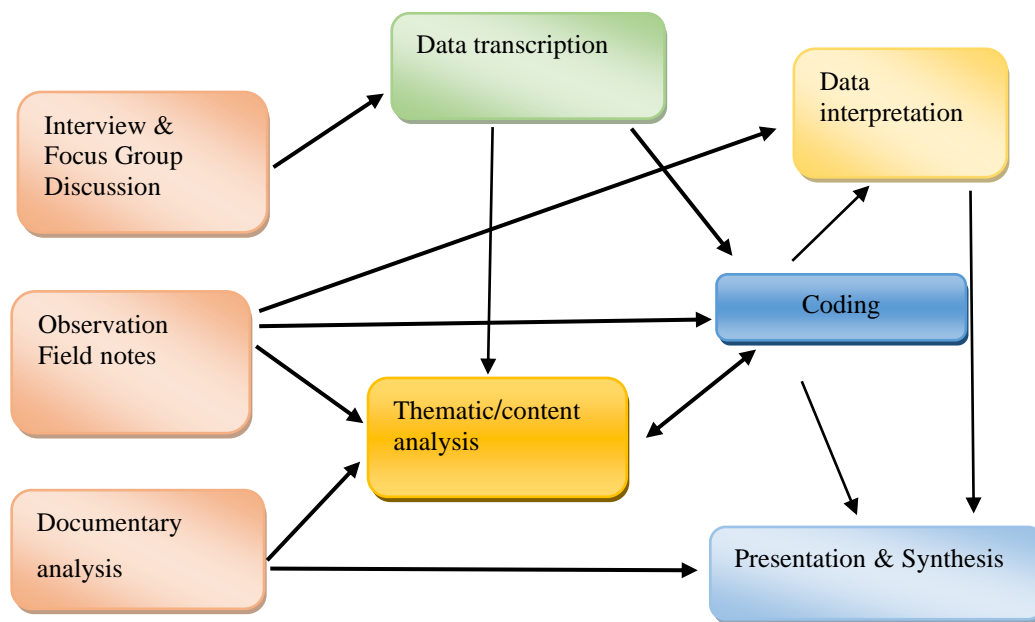 Data transcription
Data
interpretation
Interview &
Focus Group
Discussion
Observation
Field notes
Coding
Thematic/content
analysis
Documentary
analysis
Presentation & Synthesis